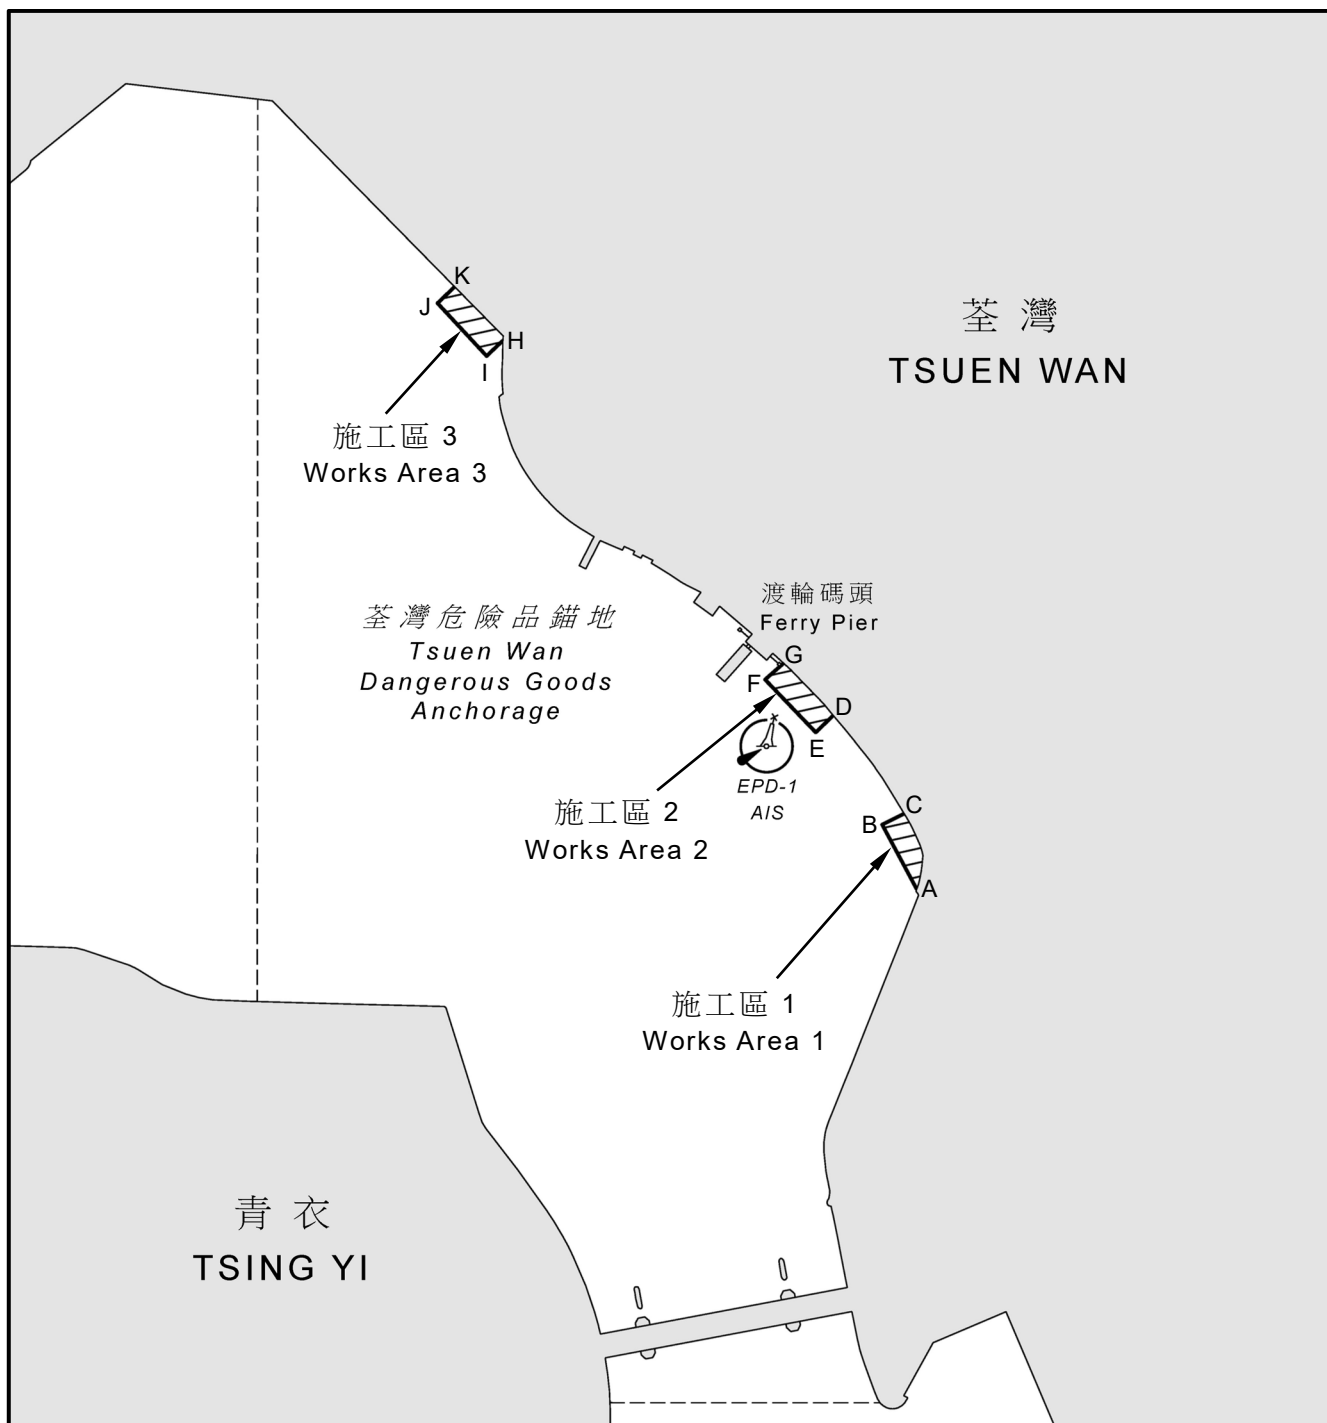 K
J
H
I
荃 灣
TSUEN WAN
施工區 3
Works Area 3
渡輪碼頭
Ferry Pier
荃灣危險品錨地
Tsuen Wan
Dangerous Goods
Anchorage
G
F
D
E
EPD-1
AIS
施工區 2
Works Area 2
C
B
A
施工區 1
Works Area 1
青 衣
TSING YI